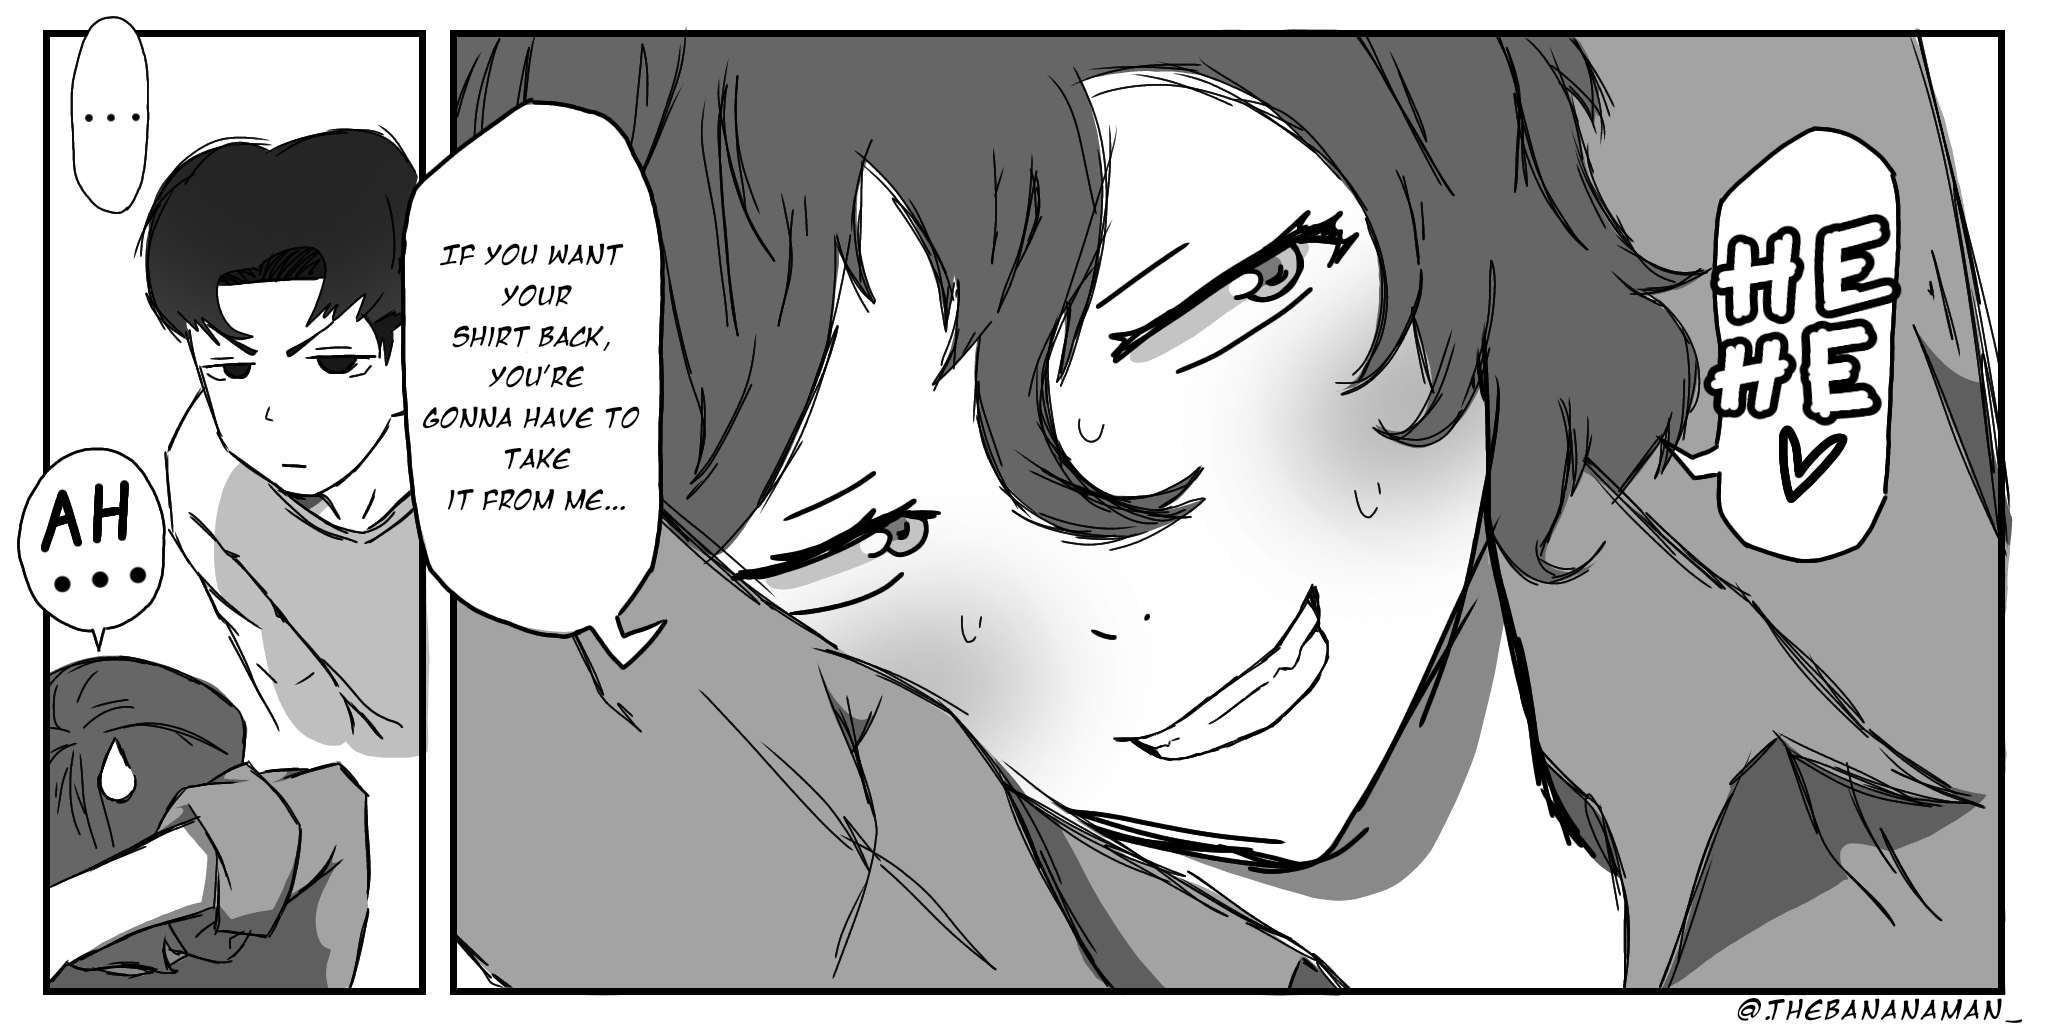 ...
AH
...
IF YOU WANT
YOUR
SHIRT BACK,
YOU'RE
GONNA HAVE TO
TAKE
IT FROM ME...
HE
HE
♡
@.THEBANANAMAN_